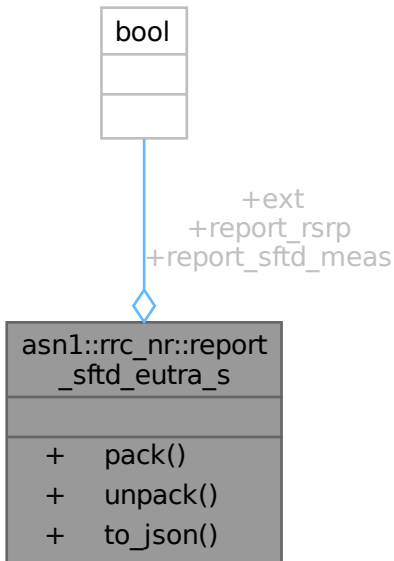 bool
+ext
+report_rsrp
+report_sftd_meas
asn1::rrc_nr::report
_sftd_eutra_s
+ pack()
+ unpack()
+ to_json()